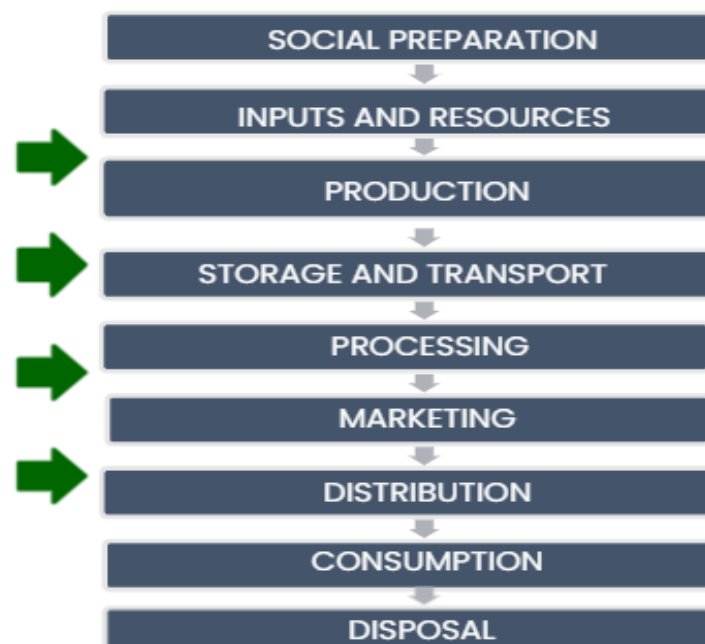 SOCIAL PREPARATION
INPUTS AND RESOURCES
PRODUCTION
STORAGE AND TRANSPORT
PROCESSING
MARKETING
DISTRIBUTION
CONSUMPTION
DISPOSAL